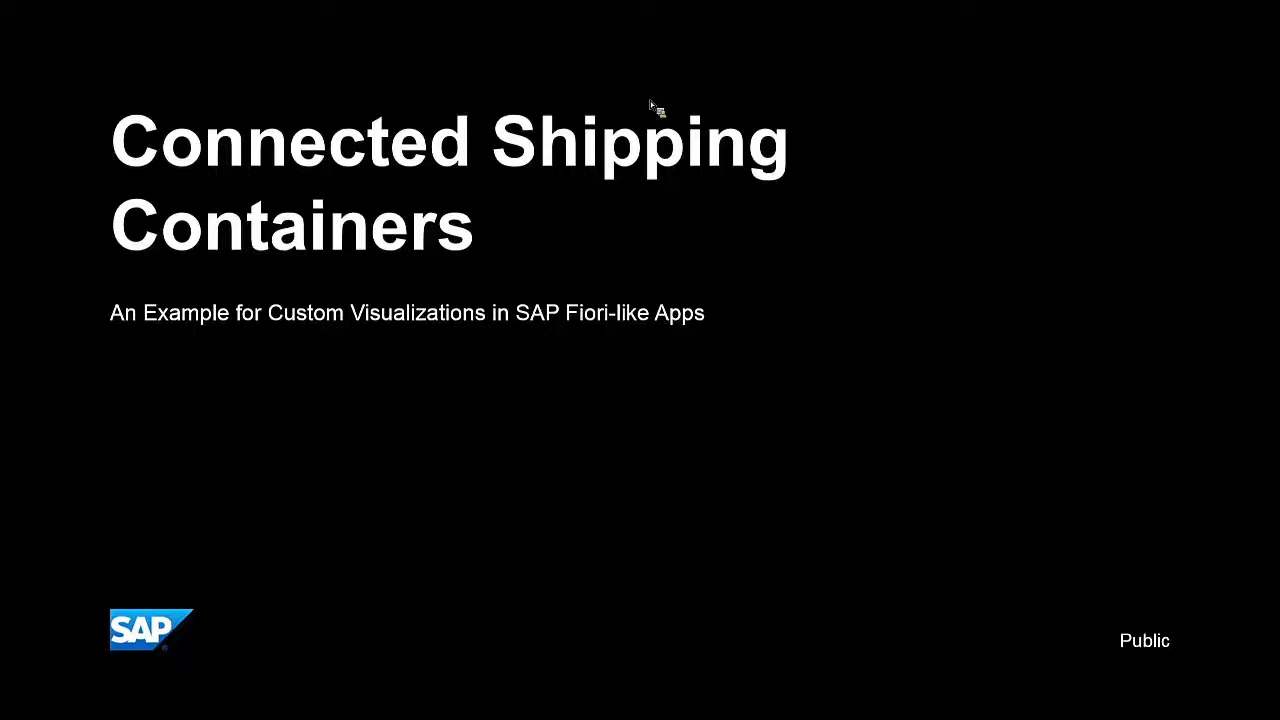 Connected Shipping
Containers
An Example for Custom Visualizations in SAP Fiori-like Apps
SAP
Public